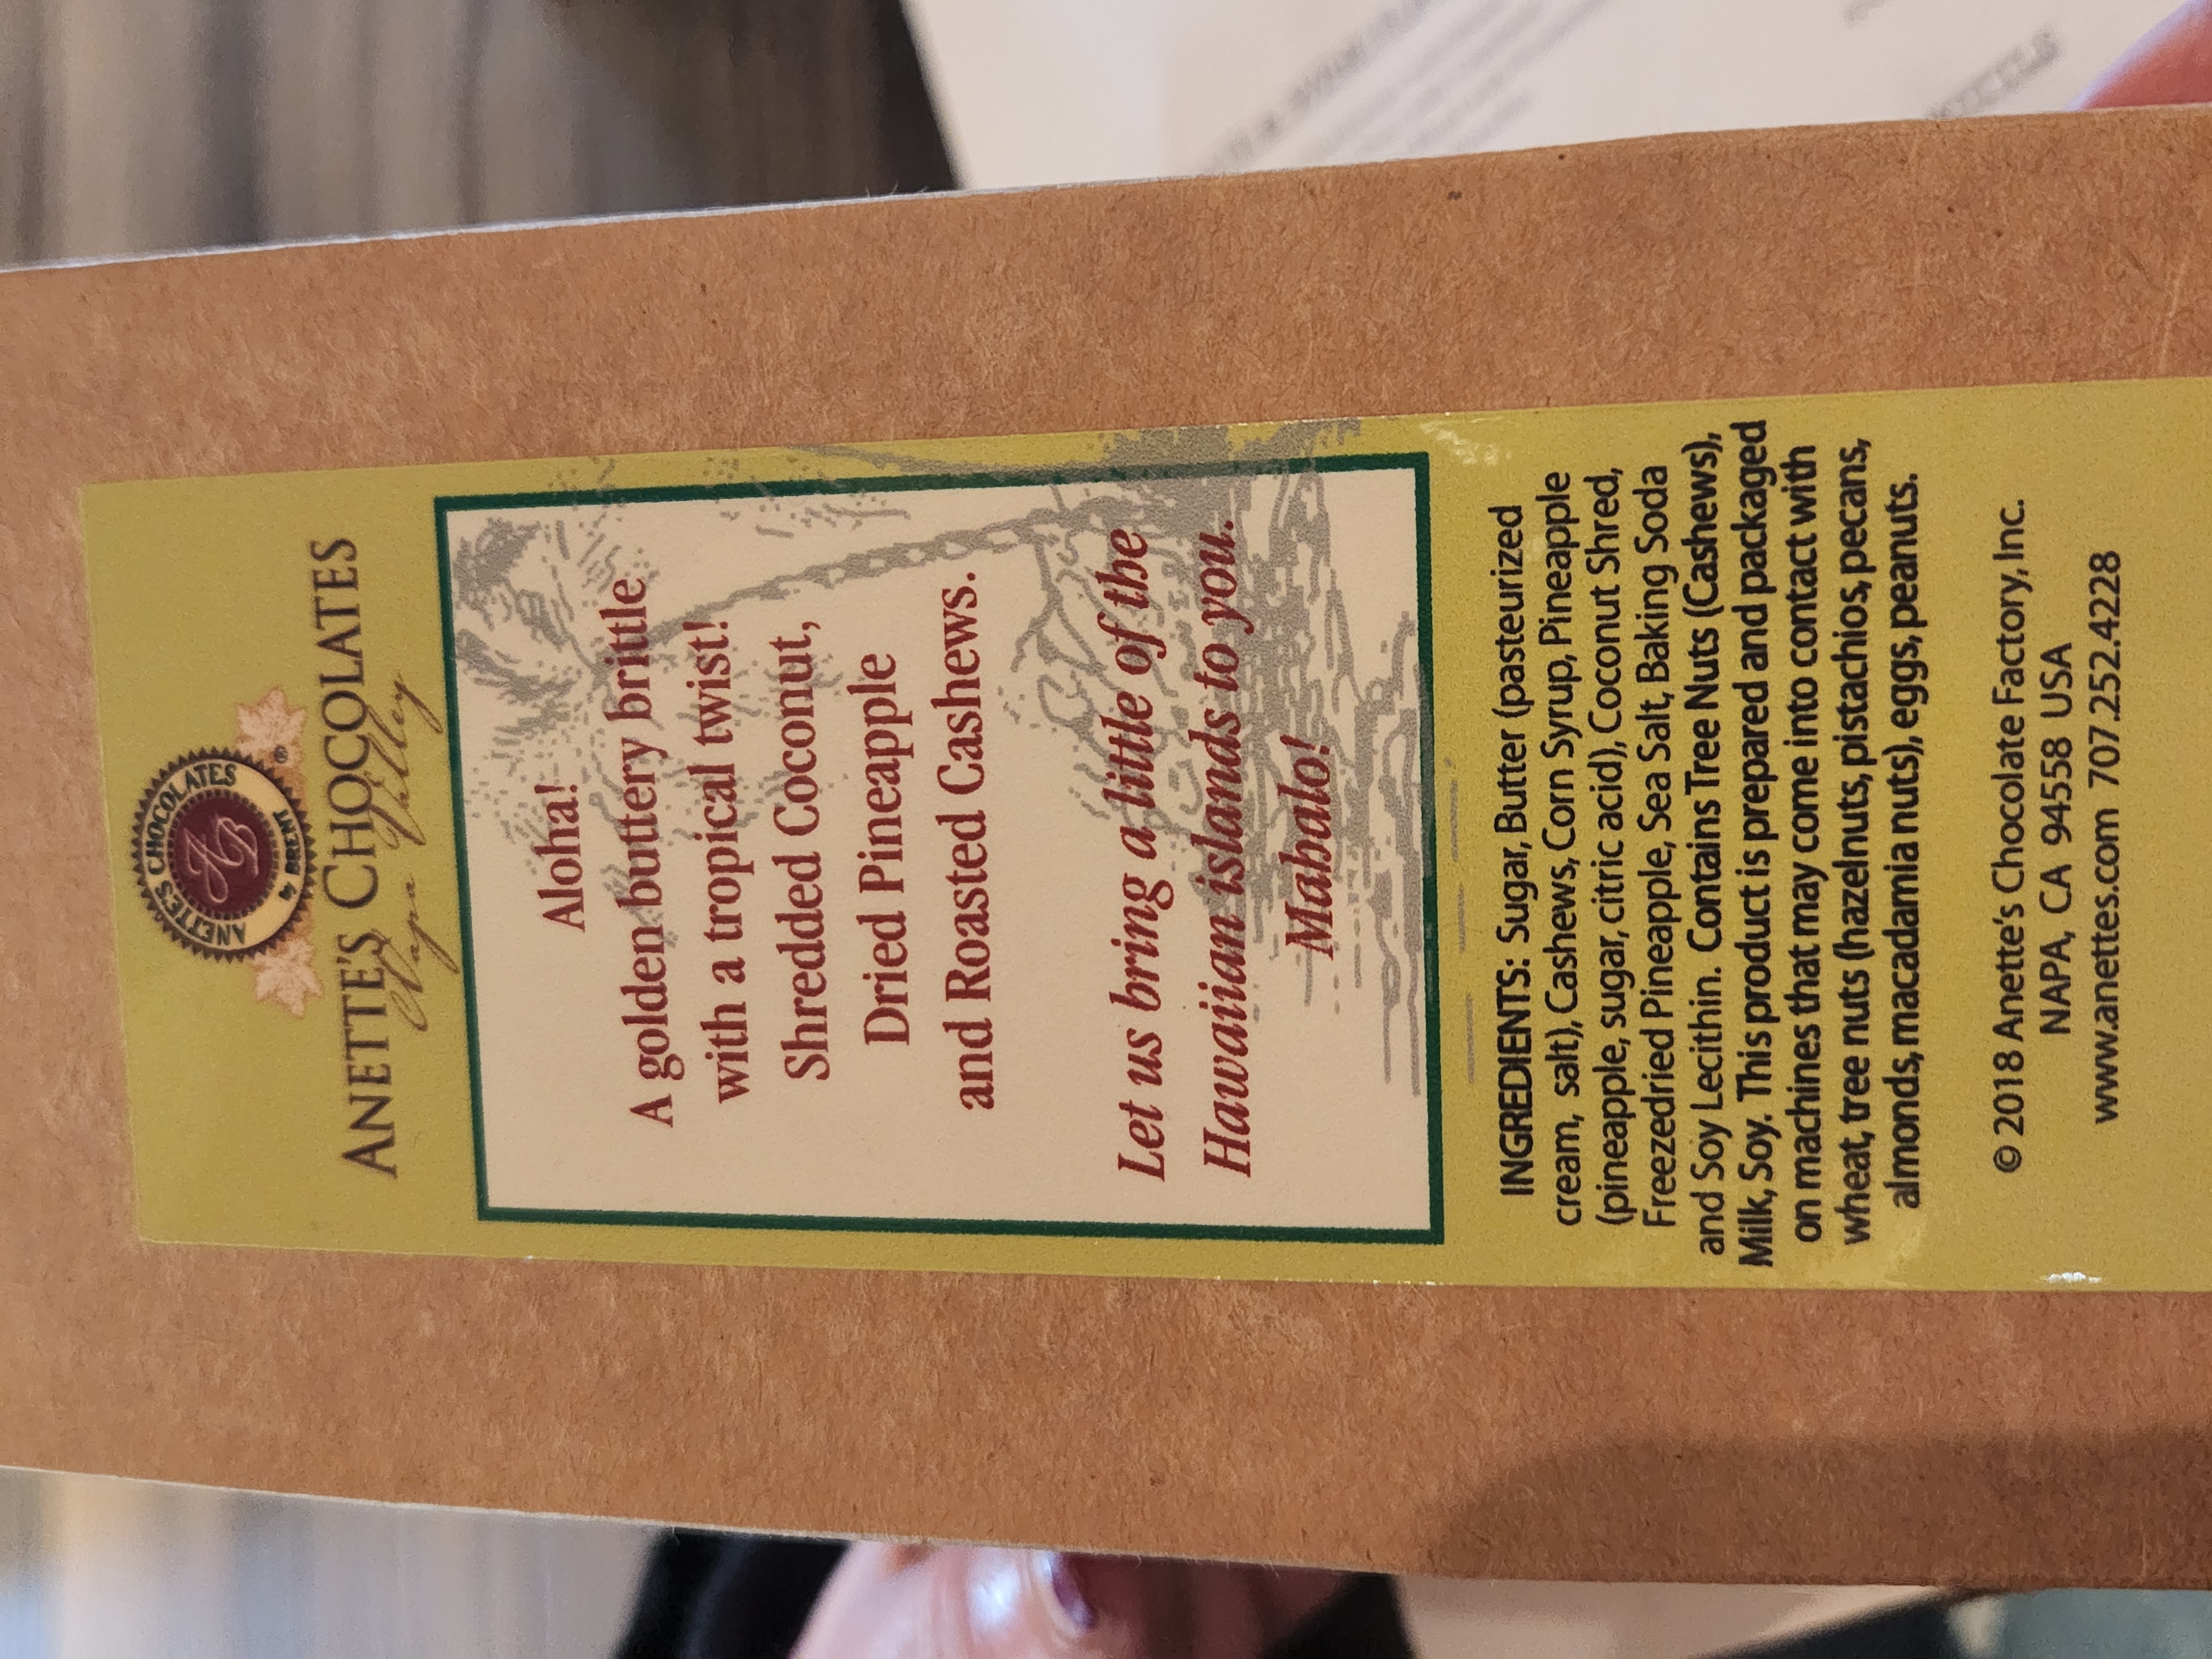 ANETTE'S CHOCOLATES
by BRENT
AB
®
ANETTE'S CHOCOLATES
Napa Valley
Aloha!
A golden buttery brittle
with a tropical twist!
Shredded Coconut,
Dried Pineapple
and Roasted Cashews.
Let us bring a little of the
Hawaiian islands to you.
Mahalo!
INGREDIENTS: Sugar, Butter (pasteurized
cream, salt), Cashews, Corn Syrup, Pineapple
(pineapple, sugar, citric acid), Coconut Shred,
Freezedried Pineapple, Sea Salt, Baking Soda
and Soy Lecithin. Contains Tree Nuts (Cashews),
Milk, Soy. This product is prepared and packaged
on machines that may come into contact with
wheat, tree nuts (hazelnuts, pistachios, pecans,
almonds, macadamia nuts), eggs, peanuts.
© 2018 Anette's Chocolate Factory, Inc.
NAPA, CA 94558 USA
www.anettes.com 707.252.4228